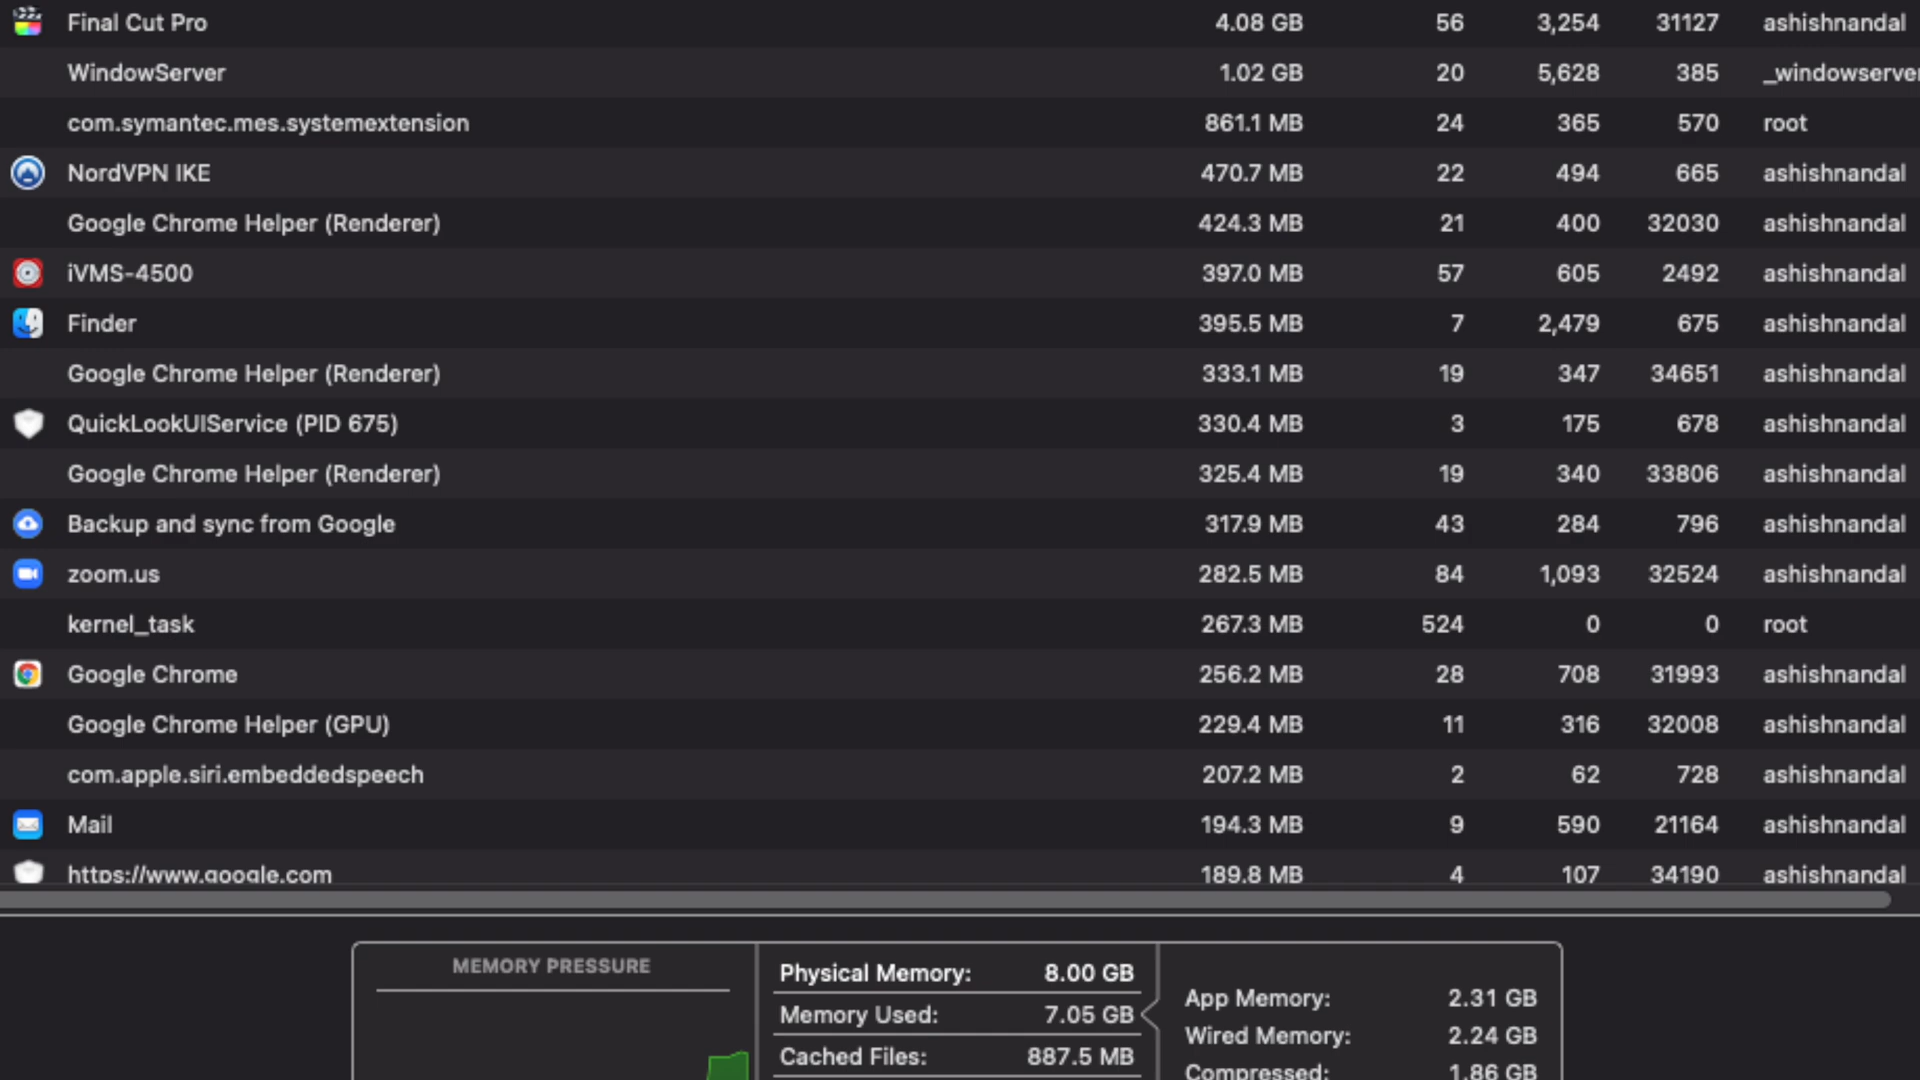 Final Cut Pro 4.08 GB 56 3,254 31127 ashishnandal
WindowServer 1.02 GB 20 5,628 385 _windowserver
com.symantec.mes.systemextension 861.1 MB 24 365 570 root
NordVPN IKE 470.7 MB 22 494 665 ashishnandal
Google Chrome Helper (Renderer) 424.3 MB 21 400 32030 ashishnandal
iVMS-4500 397.0 MB 57 605 2492 ashishnandal
Finder 395.5 MB 7 2,479 675 ashishnandal
Google Chrome Helper (Renderer) 333.1 MB 19 347 34651 ashishnandal
QuickLookUIService (PID 675) 330.4 MB 3 175 678 ashishnandal
Google Chrome Helper (Renderer) 325.4 MB 19 340 33806 ashishnandal
Backup and sync from Google 317.9 MB 43 284 796 ashishnandal
zoom.us 282.5 MB 84 1,093 32524 ashishnandal
kernel_task 267.3 MB 524 0 0 root
Google Chrome 256.2 MB 28 708 31993 ashishnandal
Google Chrome Helper (GPU) 229.4 MB 11 316 32008 ashishnandal
com.apple.siri.embeddedspeech 207.2 MB 2 62 728 ashishnandal
Mail 194.3 MB 9 590 21164 ashishnandal
https://www.google.com 189.8 MB 4 107 34190 ashishnandal
MEMORY PRESSURE
Physical Memory: 8.00 GB
Memory Used: 7.05 GB
Cached Files: 887.5 MB
App Memory: 2.31 GB
Wired Memory: 2.24 GB
Compressed: 1.86 GB